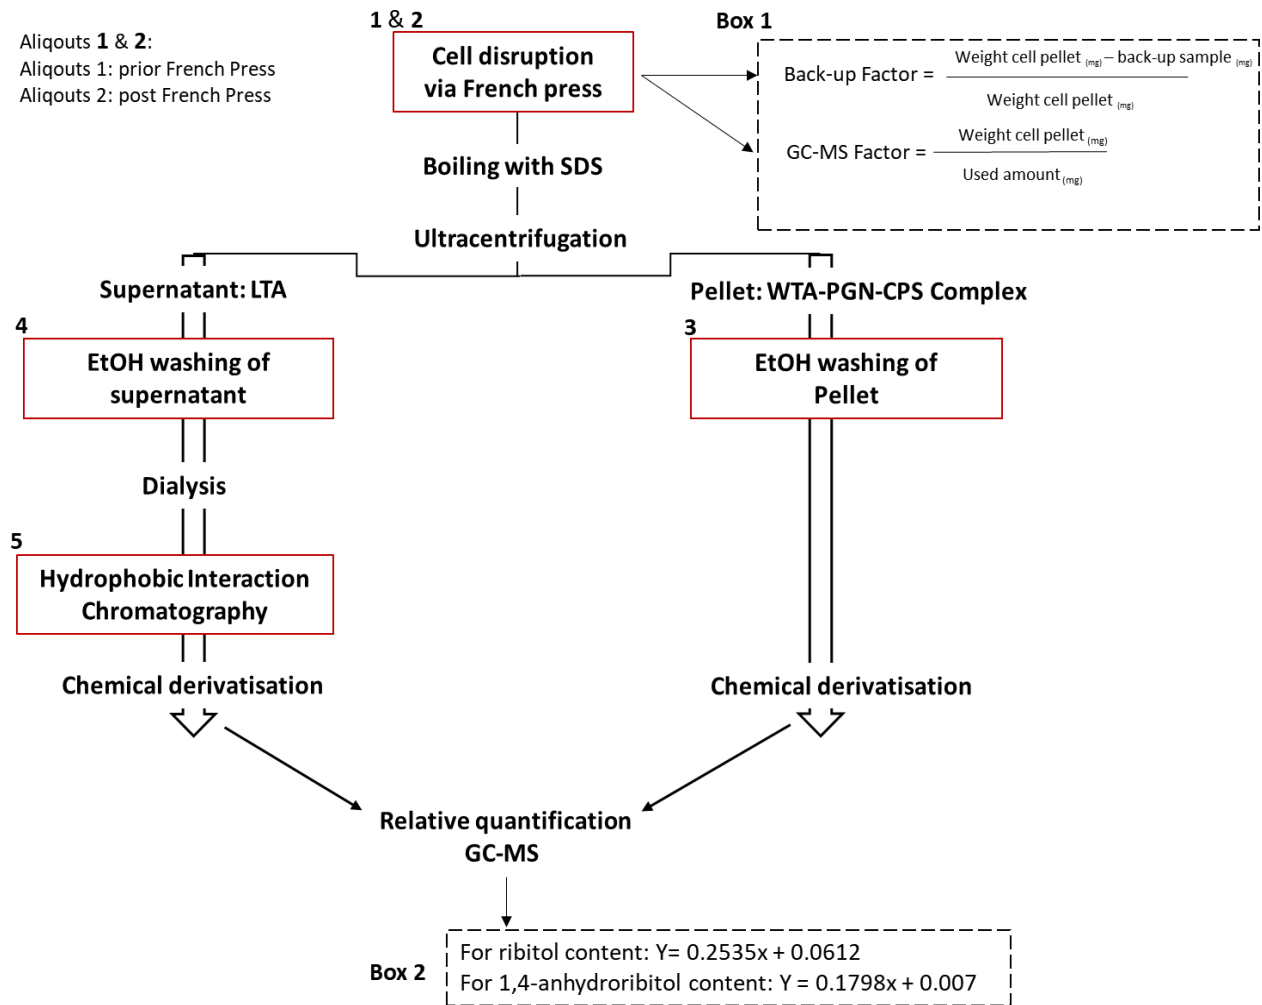 Aliqouts 1 & 2:
Aliqouts 1: prior French Press
Aliqouts 2: post French Press
1 & 2
Cell disruption
via French press
Box 1
Back-up Factor =
Weight cell pellet (mg) – back-up sample (mg)
Weight cell pellet (mg)
GC-MS Factor =
Weight cell pellet (mg)
Used amount (mg)
Boiling with SDS
Ultracentrifugation
Supernatant: LTA
Pellet: WTA-PGN-CPS Complex
4
EtOH washing of
supernatant
3
EtOH washing of
Pellet
Dialysis
5
Hydrophobic Interaction
Chromatography
Chemical derivatisation
Chemical derivatisation
Relative quantification
GC-MS
Box 2
For ribitol content: Y= 0.2535x + 0.0612
For 1,4-anhydroribitol content: Y = 0.1798x + 0.007